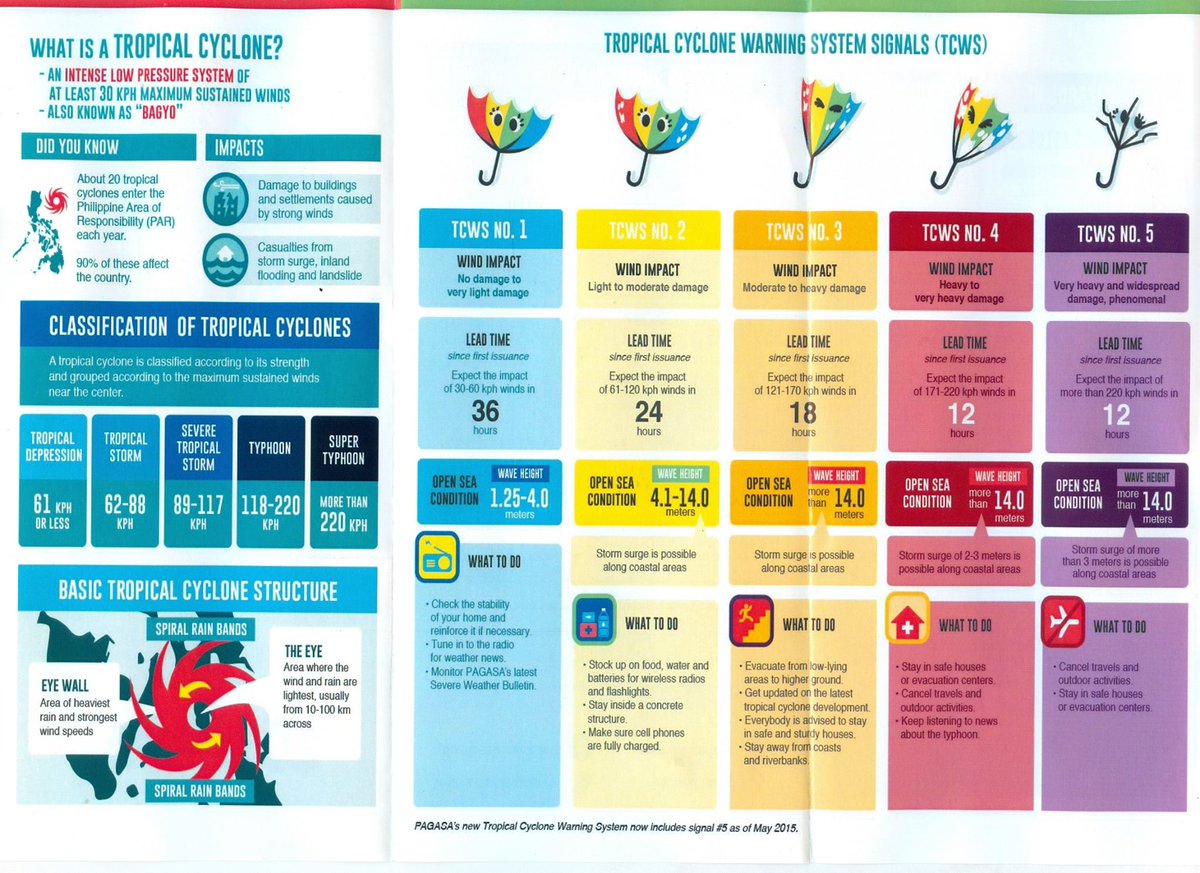 WHAT IS A TROPICAL CYCLONE?
- AN INTENSE LOW PRESSURE SYSTEM OF
AT LEAST 30 KPH MAXIMUM SUSTAINED WINDS
- ALSO KNOWN AS "BAGYO"
DID YOU KNOW
About 20 tropical
cyclones enter the
Philippine Area of
Responsibility (PAR)
each year.
90% of these affect
the country.
IMPACTS
Damage to buildings
and settlements caused
by strong winds
Casualties from
storm surge, inland
flooding and landslide
CLASSIFICATION OF TROPICAL CYCLONES
A tropical cyclone is classified according to its strength
and grouped according to the maximum sustained winds
near the center.
TROPICAL
DEPRESSION
61 KPH
OR LESS
TROPICAL
STORM
62-88
KPH
SEVERE
TROPICAL
STORM
89-117
KPH
TYPHOON
118-220
KPH
SUPER
TYPHOON
MORE THAN
220 KPH
BASIC TROPICAL CYCLONE STRUCTURE
SPIRAL RAIN BANDS
EYE WALL
Area of heaviest
rain and strongest
wind speeds
THE EYE
Area where the
wind and rain are
lightest, usually
from 10-100 km
across
SPIRAL RAIN BANDS
TROPICAL CYCLONE WARNING SYSTEM SIGNALS (TCWS)
TCWS NO. 1
WIND IMPACT
No damage to
very light damage
LEAD TIME
since first issuance
Expect the impact
of 30-60 kph winds in
36
hours
OPEN SEA
CONDITION
WAVE HEIGHT
1.25-4.0
meters
WHAT TO DO
• Check the stability
of your home and
reinforce it if necessary.
• Tune in to the radio
for weather news.
• Monitor PAGASA's latest
Severe Weather Bulletin.
TCWS NO. 2
WIND IMPACT
Light to moderate damage
LEAD TIME
since first issuance
Expect the impact
of 61-120 kph winds in
24
hours
OPEN SEA
CONDITION
WAVE HEIGHT
4.1-14.0
meters
Storm surge is possible
along coastal areas
WHAT TO DO
• Stock up on food, water and
batteries for wireless radios
and flashlights.
• Stay inside a concrete
structure.
• Make sure cell phones
are fully charged.
TCWS NO. 3
WIND IMPACT
Moderate to heavy damage
LEAD TIME
since first issuance
Expect the impact
of 121-170 kph winds in
18
hours
OPEN SEA
CONDITION
WAVE HEIGHT
more
than 14.0
meters
Storm surge is possible
along coastal areas
WHAT TO DO
• Evacuate from low-lying
areas to higher ground.
• Get updated on the latest
tropical cyclone development.
• Everybody is advised to stay
in safe and sturdy houses.
• Stay away from coasts
and riverbanks.
TCWS NO. 4
WIND IMPACT
Heavy to
very heavy damage
LEAD TIME
since first issuance
Expect the impact
of 171-220 kph winds in
12
hours
OPEN SEA
CONDITION
WAVE HEIGHT
more
than 14.0
meters
Storm surge of 2-3 meters is
possible along coastal areas
WHAT TO DO
• Stay in safe houses
or evacuation centers.
• Cancel travels and
outdoor activities.
• Keep listening to news
about the typhoon.
TCWS NO. 5
WIND IMPACT
Very heavy and widespread
damage, phenomenal
LEAD TIME
since first issuance
Expect the impact of
more than 220 kph winds in
12
hours
OPEN SEA
CONDITION
WAVE HEIGHT
more
than 14.0
meters
Storm surge of more
than 3 meters is possible
along coastal areas
WHAT TO DO
• Cancel travels and
outdoor activities.
• Stay in safe houses
or evacuation centers.
PAGASA's new Tropical Cyclone Warning System now includes signal #5 as of May 2015.